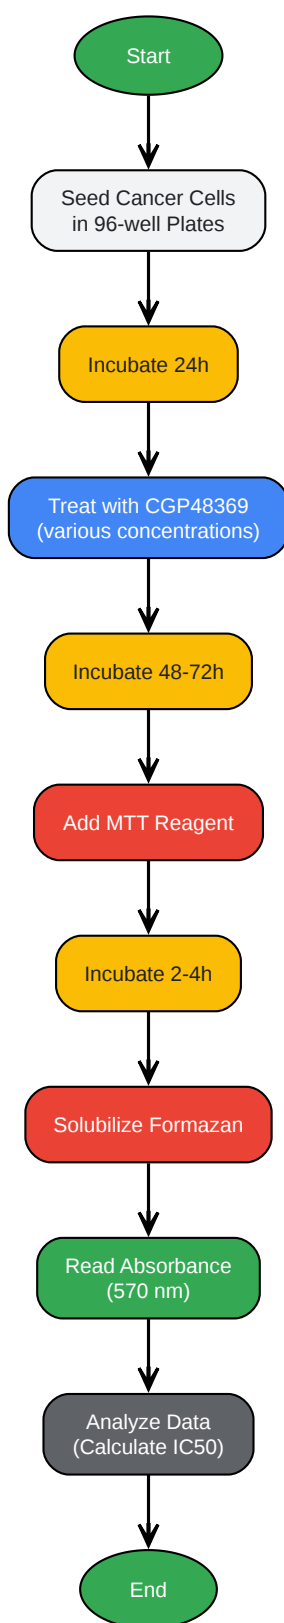 Start
Seed Cancer Cells
in 96-well Plates
Incubate 24h
Treat with CGP48369
(various concentrations)
Incubate 48-72h
Add MTT Reagent
Incubate 2-4h
Solubilize Formazan
Read Absorbance
(570 nm)
Analyze Data
(Calculate IC50)
End